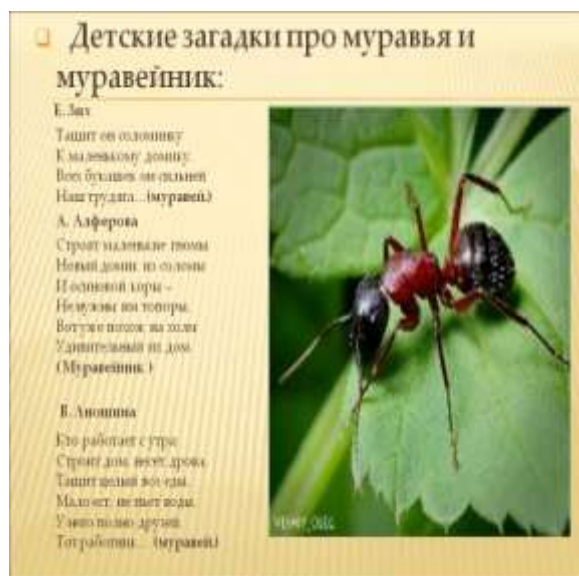 Детские загадки про муравья и
муравейник:
Е. Зах
Тащит он соломинку
К маленькому домику.
Всех букашек он сильней
Наш трудяга... (муравей.)
А. Алферова
Строят маленькие гномы
Новый домик из соломы
И осиновой коры –
Не нужны им топоры.
Вот уже похож на холм
Удивительный их дом.
(Муравейник.)
В. Аношина
Кто работает с утра:
Строит дом, несет дрова.
Тащит целый воз еды.
Мало ест, не пьет воды.
У него полно друзей.
Тот работник... (муравей.)